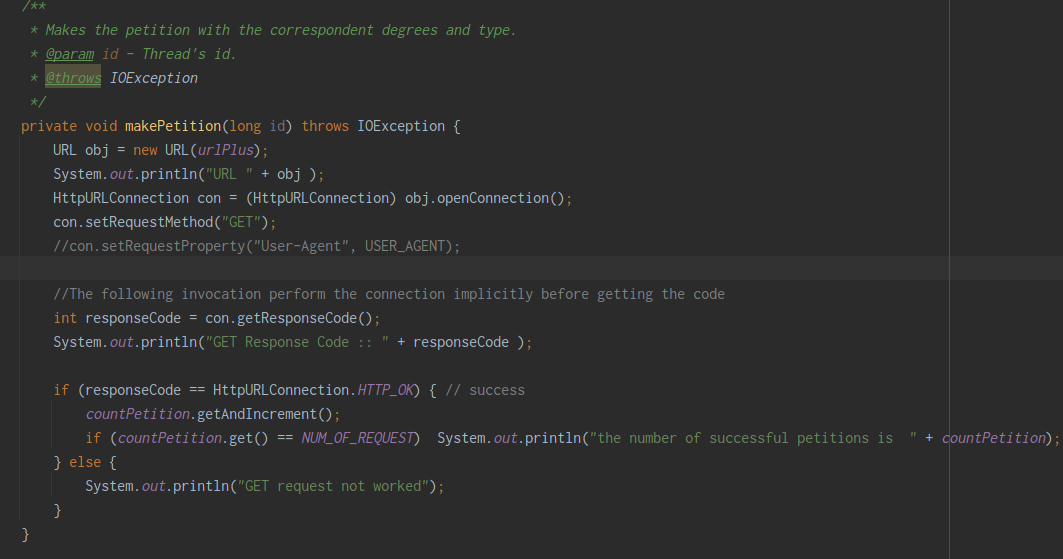 /**
 * Makes the petition with the correspondent degrees and type.
 * @param id - Thread's id.
 * @throws IOException
 */
private void makePetition(long id) throws IOException {
    URL obj = new URL(urlPlus);
    System.out.println("URL " + obj );
    HttpURLConnection con = (HttpURLConnection) obj.openConnection();
    con.setRequestMethod("GET");
    //con.setRequestProperty("User-Agent", USER_AGENT);
    //The following invocation perform the connection implicitly before getting the code
    int responseCode = con.getResponseCode();
    System.out.println("GET Response Code :: " + responseCode );
    if (responseCode == HttpURLConnection.HTTP_OK) { // success
        countPetition.getAndIncrement();
        if (countPetition.get() == NUM_OF_REQUEST)  System.out.println("the number of successful petitions is  " + countPetition);
    } else {
        System.out.println("GET request not worked");
    }
}